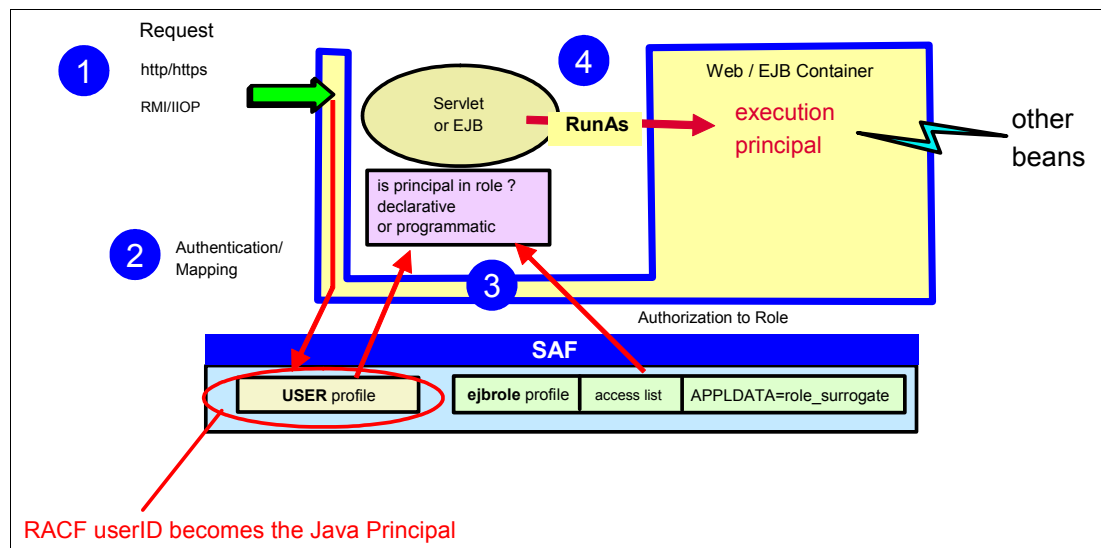 1
Request
http/https
RMI/IIOP
Servlet
or EJB
4
RunAs
Web / EJB Container
execution
principal
other
beans
is principal in role ?
declarative
or programmatic
2
Authentication/
Mapping
3
Authorization to Role
SAF
USER profile
ejbrole profile
access list
APPLDATA=role_surrogate
RACF userID becomes the Java Principal